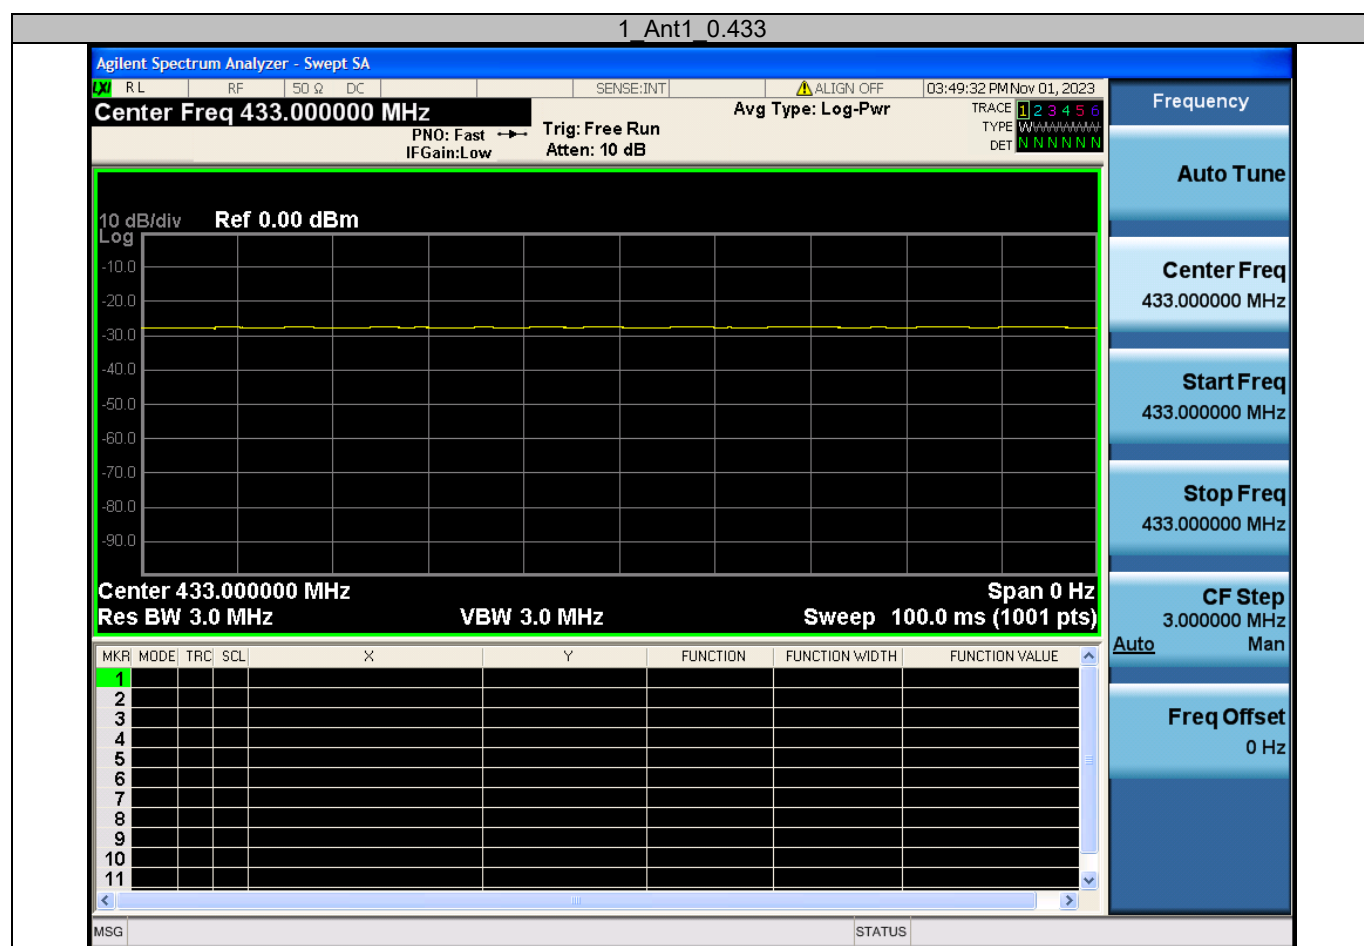 1_Ant1_0.433
Agilent Spectrum Analyzer - Swept SA
LXI RL RF 50 Ω DC SENSE:INT ALIGN OFF 03:49:32 PM Nov 01, 2023
Center Freq 433.000000 MHz
PNO: Fast
IFGain:Low
Trig: Free Run
Atten: 10 dB
Avg Type: Log-Pwr
TRACE 1 2 3 4 5 6
TYPE WWWWWW
DET N N N N N N
10 dB/div Ref 0.00 dBm
Log
-10.0
-20.0
-30.0
-40.0
-50.0
-60.0
-70.0
-80.0
-90.0
Center 433.000000 MHz Span 0 Hz
Res BW 3.0 MHz VBW 3.0 MHz Sweep 100.0 ms (1001 pts)
MKR MODE TRC SCL X Y FUNCTION FUNCTION WIDTH FUNCTION VALUE
1
2
3
4
5
6
7
8
9
10
11
MSG STATUS
Frequency
Auto Tune
Center Freq
433.000000 MHz
Start Freq
433.000000 MHz
Stop Freq
433.000000 MHz
CF Step
3.000000 MHz
Auto Man
Freq Offset
0 Hz